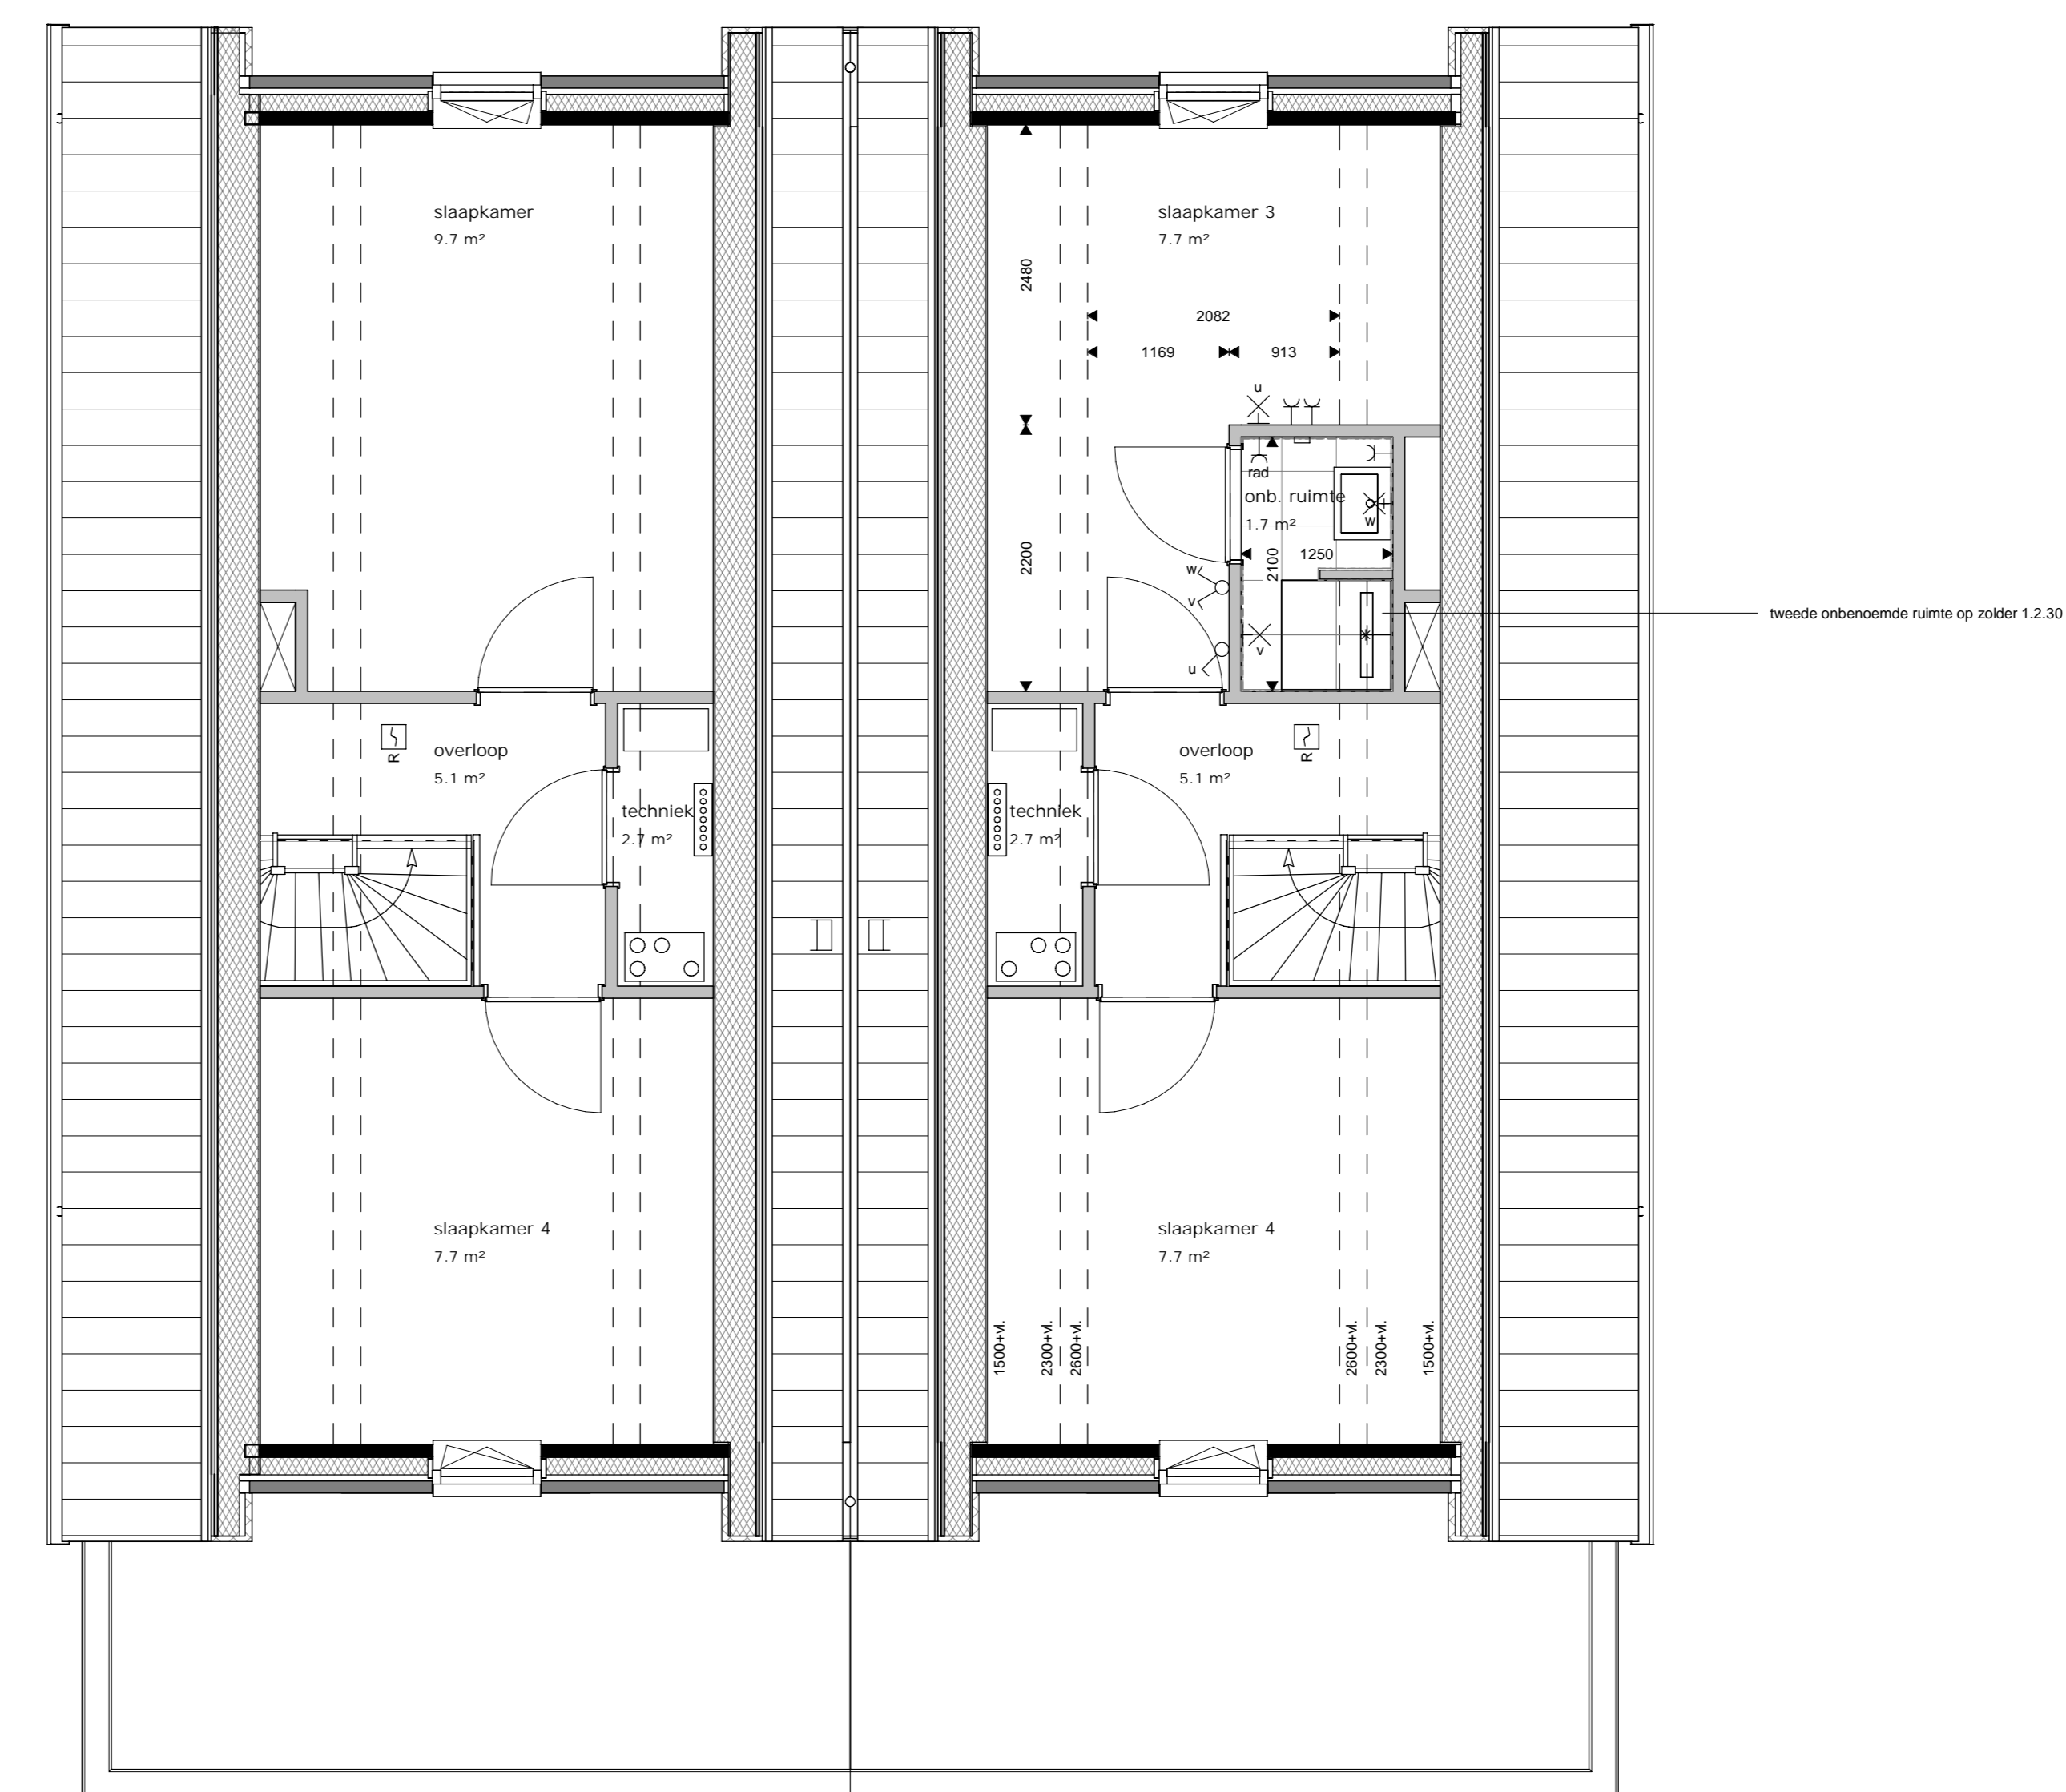 slaapkamer
9.7 m²
slaapkamer 3
7.7 m²
2480
2082
1169
913
u
rad
onb. ruimte
1.7 m²
w
2100
1250
2200
w
v
v
u
tweede onbenoemde ruimte op zolder 1.2.30
R
overloop
5.1 m²
overloop
5.1 m²
R
techniek
2.7 m²
techniek
2.7 m²
slaapkamer 4
7.7 m²
slaapkamer 4
7.7 m²
1500+vl.
2300+vl.
2600+vl.
2600+vl.
2300+vl.
1500+vl.